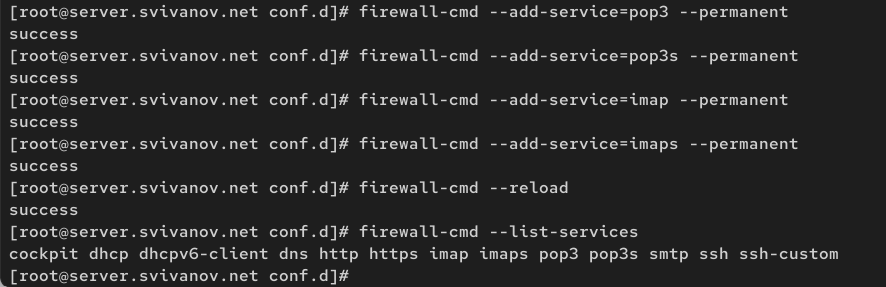 [root@server.svivanov.net conf.d]# firewall-cmd --add-service=pop3 --permanent
success
[root@server.svivanov.net conf.d]# firewall-cmd --add-service=pop3s --permanent
success
[root@server.svivanov.net conf.d]# firewall-cmd --add-service=imap --permanent
success
[root@server.svivanov.net conf.d]# firewall-cmd --add-service=imaps --permanent
success
[root@server.svivanov.net conf.d]# firewall-cmd --reload
success
[root@server.svivanov.net conf.d]# firewall-cmd --list-services
cockpit dhcp dhcpv6-client dns http https imap imaps pop3 pop3s smtp ssh ssh-custom
[root@server.svivanov.net conf.d]#